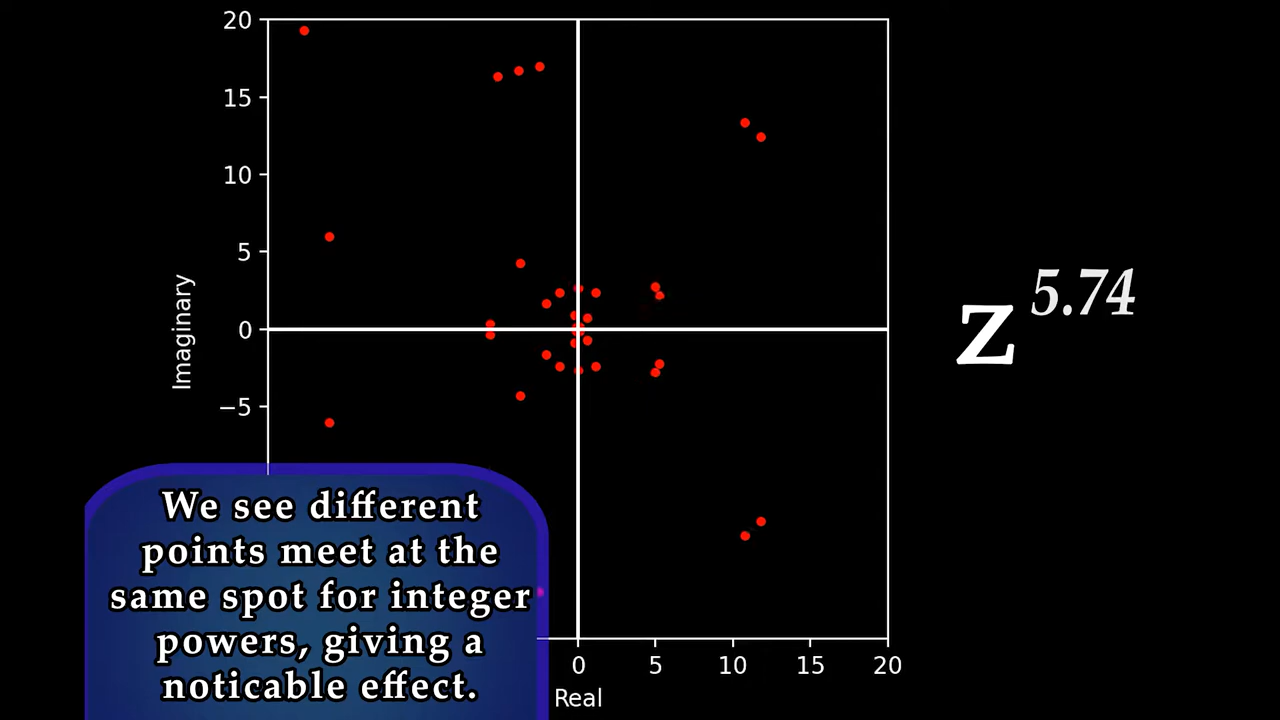 20
15
10
5
0
−5
Imaginary
0 5 10 15 20
Real
z^5.74
We see different
points meet at the
same spot for integer
powers, giving a
noticable effect.